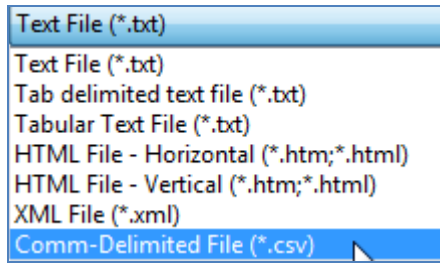 Text File (*.txt)
Text File (*.txt)
Tab delimited text file (*.txt)
Tabular Text File (*.txt)
HTML File - Horizontal (*.htm;*.html)
HTML File - Vertical (*.htm;*.html)
XML File (*.xml)
Comm-Delimited File (*.csv)